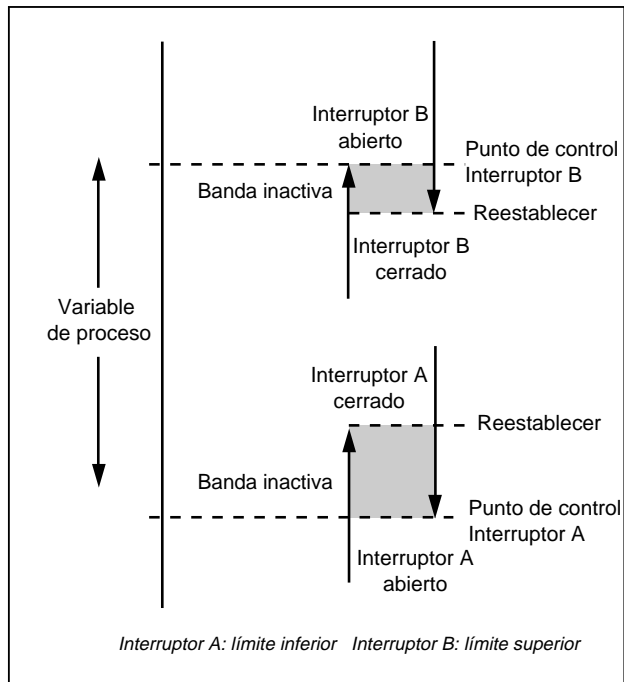 Interruptor B
abierto
Punto de control
Interruptor B
Banda inactiva
Reestablecer
Interruptor B
cerrado
Variable
de proceso
Interruptor A
cerrado
Reestablecer
Banda inactiva
Punto de control
Interruptor A
Interruptor A
abierto
Interruptor A: límite inferior Interruptor B: límite superior